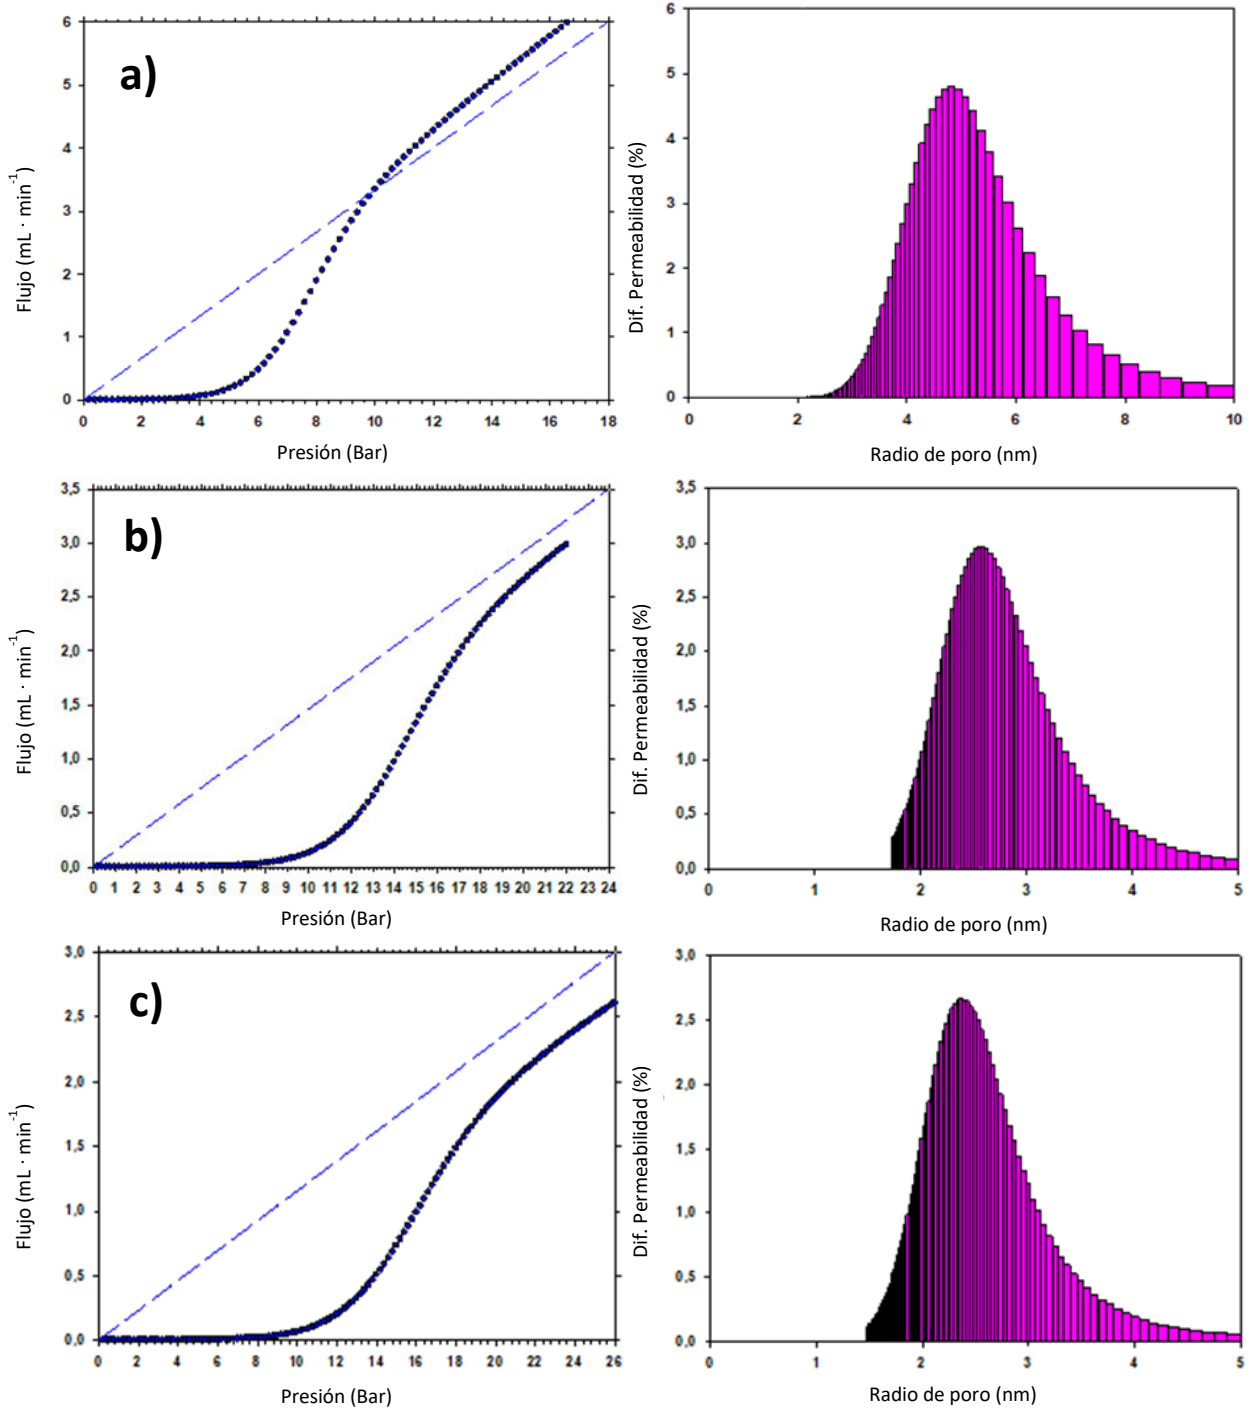 a)
Flujo (mL · min⁻¹)
6
5
4
3
2
1
0
0 2 4 6 8 10 12 14 16 18
Presión (Bar)
Dif. Permeabilidad (%)
6
5
4
3
2
1
0
0 2 4 6 8 10
Radio de poro (nm)
b)
Flujo (mL · min⁻¹)
3,5
3,0
2,5
2,0
1,5
1,0
0,5
0,0
0 1 2 3 4 5 6 7 8 9 10 11 12 13 14 15 16 17 18 19 20 21 22 23 24
Presión (Bar)
Dif. Permeabilidad (%)
3,5
3,0
2,5
2,0
1,5
1,0
0,5
0,0
0 1 2 3 4 5
Radio de poro (nm)
c)
Flujo (mL · min⁻¹)
3,0
2,5
2,0
1,5
1,0
0,5
0,0
0 2 4 6 8 10 12 14 16 18 20 22 24 26
Presión (Bar)
Dif. Permeabilidad (%)
3,0
2,5
2,0
1,5
1,0
0,5
0,0
0 1 2 3 4 5
Radio de poro (nm)